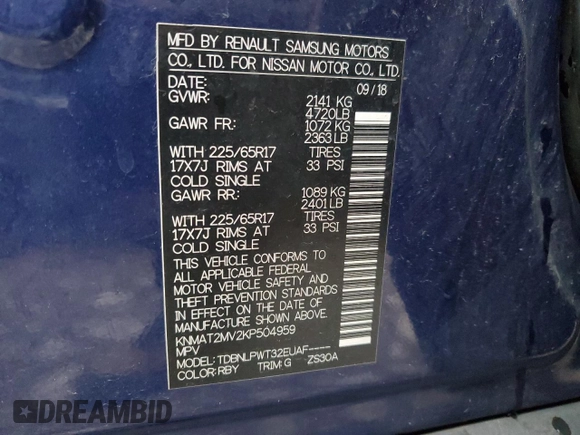 MFD BY RENAULT SAMSUNG MOTORS
CO., LTD. FOR NISSAN MOTOR CO., LTD.
DATE: 09/18
GVWR: 2141 KG
4720LB
GAWR FR: 1072 KG
2363LB
WITH 225/65R17 TIRES
17X7J RIMS AT 33 PSI
COLD SINGLE
GAWR RR: 1089 KG
2401LB
WITH 225/65R17 TIRES
17X7J RIMS AT 33 PSI
COLD SINGLE
THIS VEHICLE CONFORMS TO
ALL APPLICABLE FEDERAL
MOTOR VEHICLE SAFETY AND
THEFT PREVENTION STANDARDS
IN EFFECT ON THE DATE OF
MANUFACTURE SHOWN ABOVE.
KNMAT2MV2KP504959
MPV
MODEL: TDBNLPWT32EUAF-----
COLOR: RBY TRIM: G ZS30A
DREAMBID